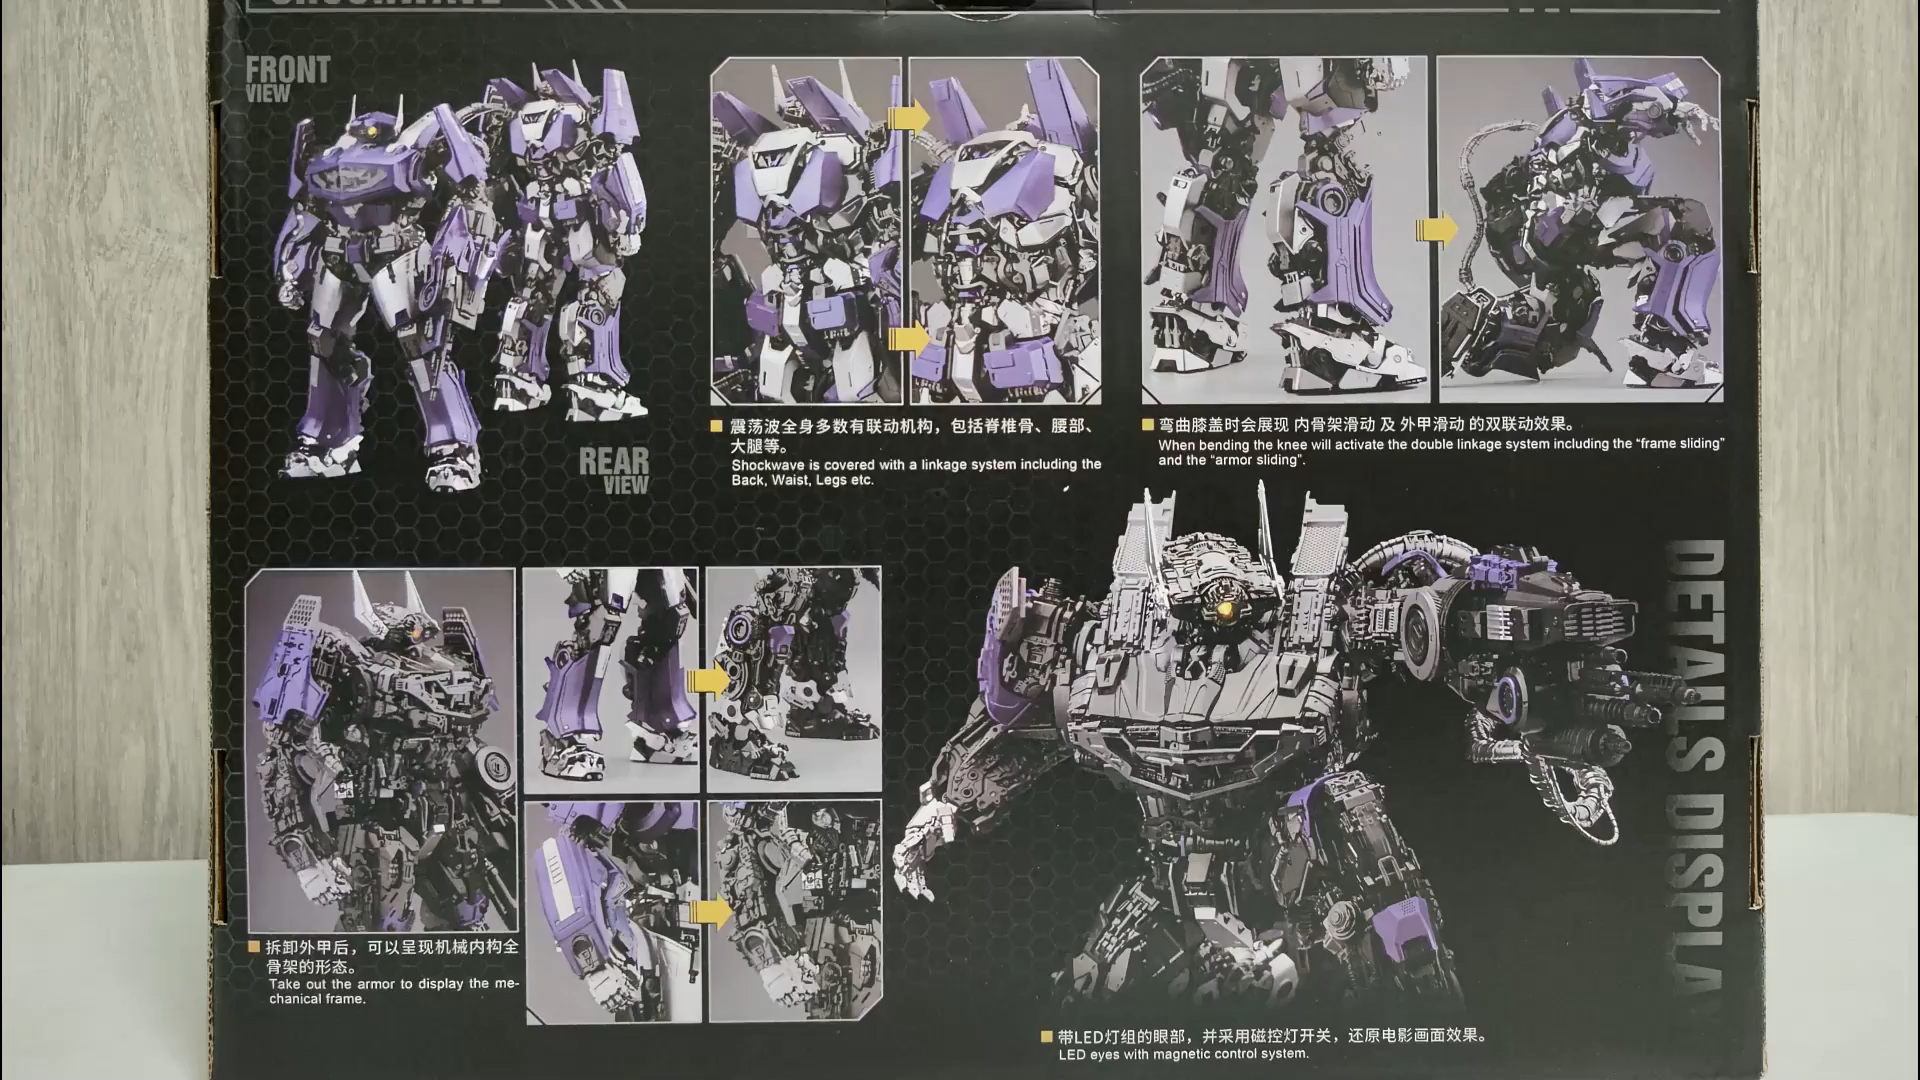 SHOCKWAVE
FRONT
VIEW
REAR
VIEW
震荡波全身多数有联动机构，包括脊椎骨、腰部、
大腿等。
Shockwave is covered with a linkage system including the
Back, Waist, Legs etc.
弯曲膝盖时会展现 内骨架滑动 及 外甲滑动 的双联动效果。
When bending the knee will activate the double linkage system including the “frame sliding”
and the “armor sliding”.
拆卸外甲后，可以呈现机械内构全
骨架的形态。
Take out the armor to display the me-
chanical frame.
DETAILS DISPLA
带LED灯组的眼部，并采用磁控灯开关，还原电影画面效果。
LED eyes with magnetic control system.